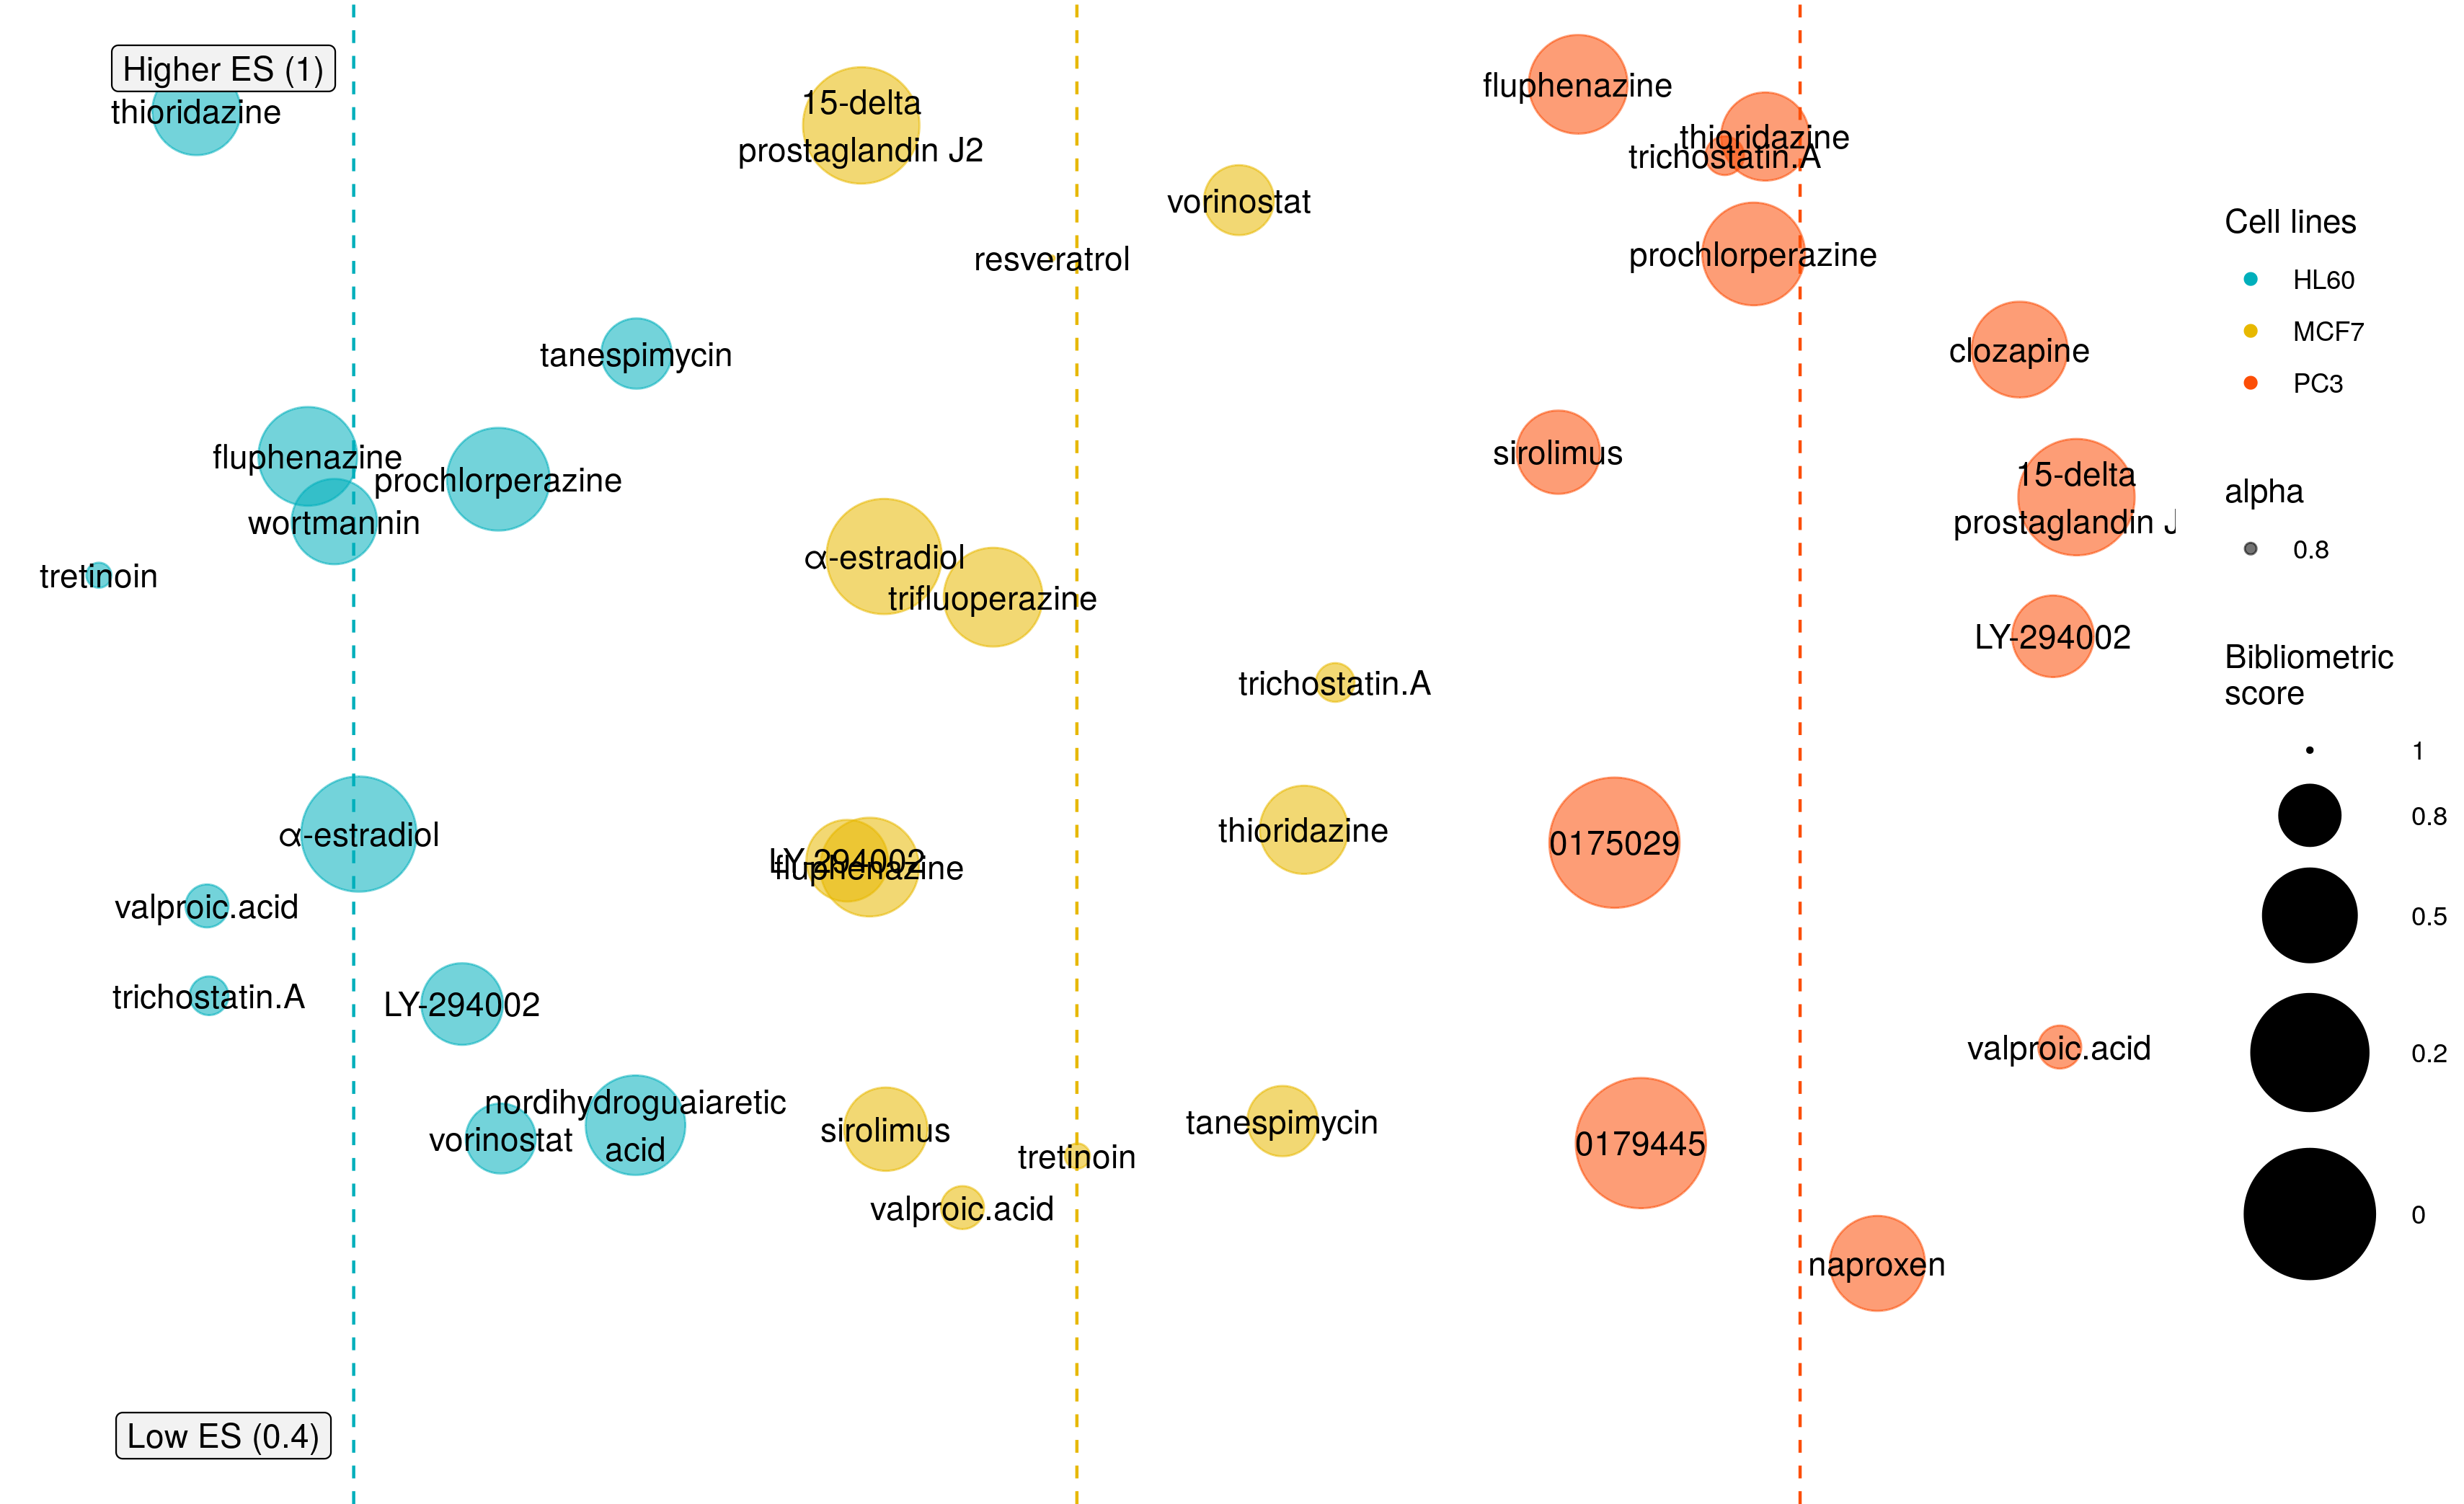 Higher ES (1)
thioridazine
15-delta
prostaglandin J2
fluphenazine
thioridazine
trichostatin.A
vorinostat
resveratrol
prochlorperazine
tanespimycin
clozapine
fluphenazine
prochlorperazine
wortmannin
sirolimus
15-delta
prostaglandin J
tretinoin
α-estradiol
trifluoperazine
LY-294002
trichostatin.A
α-estradiol
LY-294002
fluphenazine
thioridazine
0175029
valproic.acid
trichostatin.A
LY-294002
valproic.acid
nordihydroguaiaretic
acid
vorinostat
sirolimus
tretinoin
tanespimycin
0179445
valproic.acid
naproxen
Low ES (0.4)
Cell lines
HL60
MCF7
PC3
alpha
0.8
Bibliometric
score
1
0.8
0.5
0.2
0